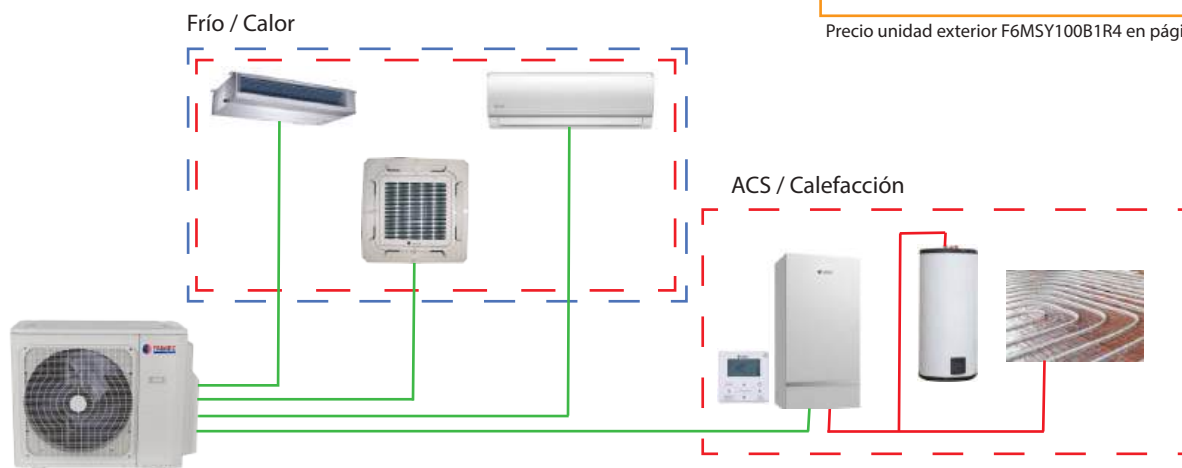 Frío / Calor
Precio unidad exterior F6MSY100B1R4 en pági
ACS / Calefacción